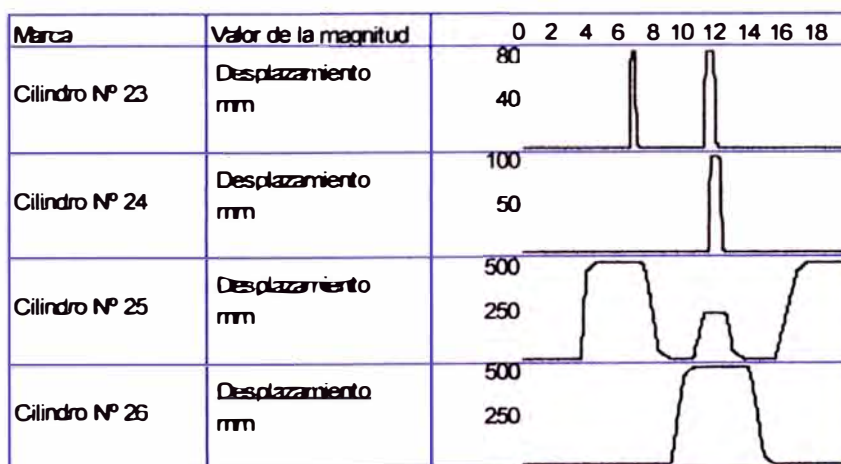 Marca Valor de la magnitud 0 2 4 6 8 10 12 14 16 18
Cilindro Nº 23 Desplazamiento mm 80 40
Cilindro Nº 24 Desplazamiento mm 100 50
Cilindro Nº 25 Desplazamiento mm 500 250
Cilindro Nº 26 Desplazamiento mm 500 250